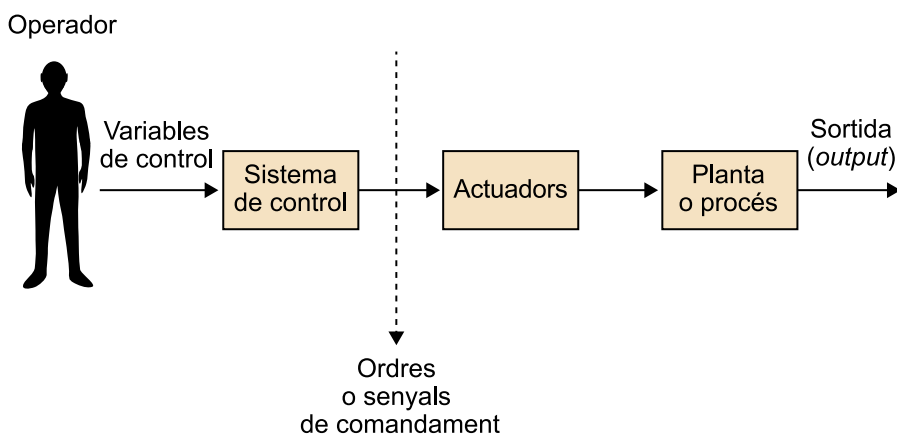 Operador
Variables
de control
Sistema
de control
Actuadors
Planta
o procés
Sortida
(output)
Ordres
o senyals
de comandament